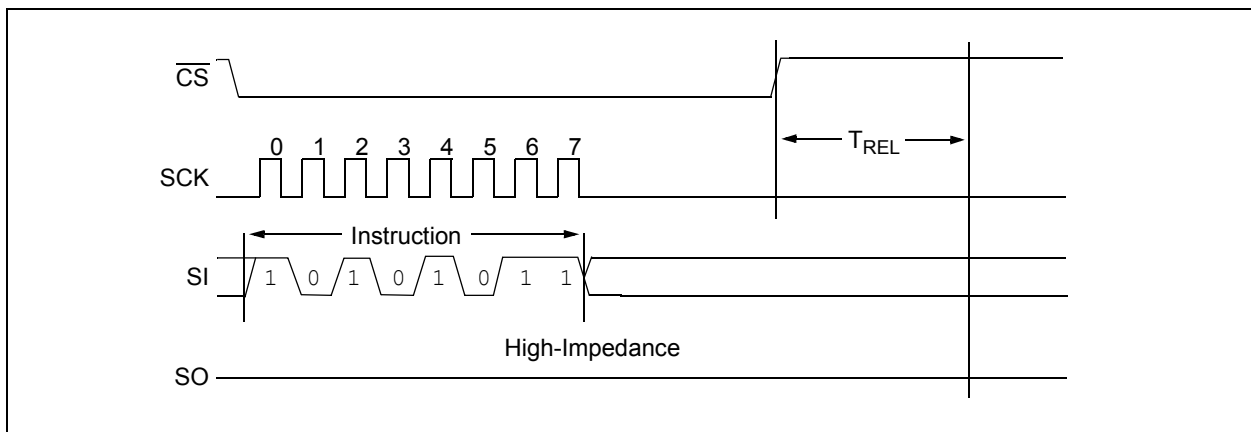 CS
TREL
0 1 2 3 4 5 6 7
SCK
Instruction
SI 1 0 1 0 1 0 1 1
High-Impedance
SO